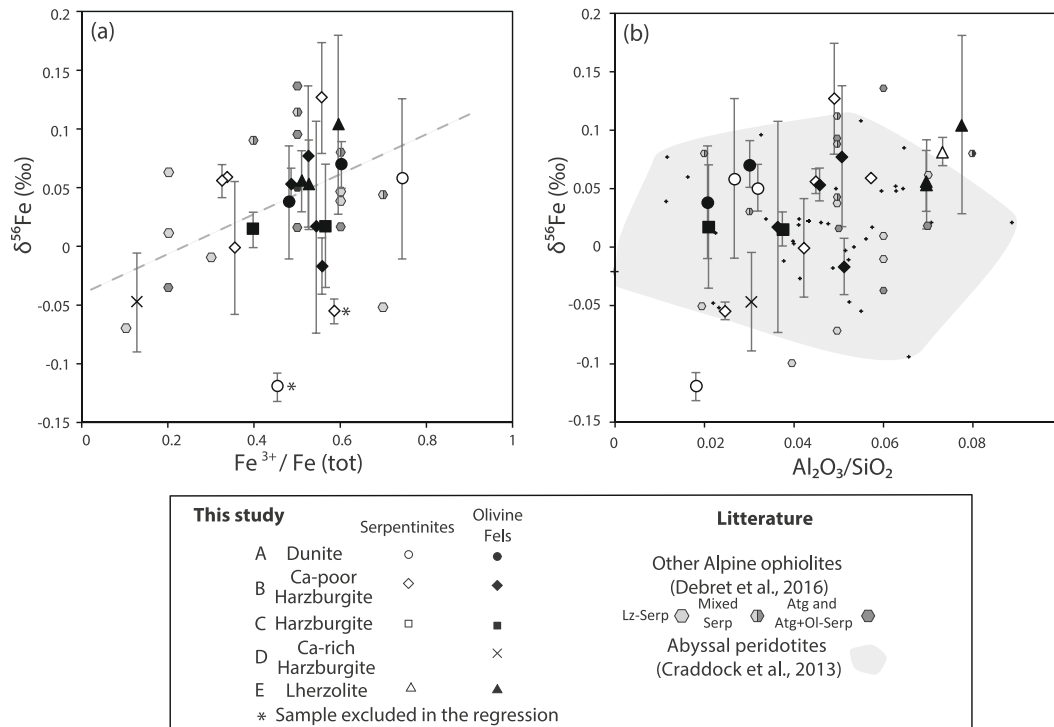 (a)
0.2
0.15
0.1
0.05
0
-0.05
-0.1
-0.15
δ56Fe (‰)
*
*
0 0.2 0.4 0.6 0.8 1
Fe 3+/ Fe (tot)
(b)
0.2
0.15
0.1
0.05
0
-0.05
-0.1
-0.15
δ56Fe (‰)
0 0.02 0.04 0.06 0.08 0.1
Al2O3/SiO2
This study
Serpentinites
Olivine
Fels
A Dunite
B Ca-poor
Harzburgite
C Harzburgite
D Ca-rich
Harzburgite
E Lherzolite
* Sample excluded in the regression
Litterature
Other Alpine ophiolites
(Debret et al., 2016)
Lz-Serp
Mixed
Serp
Atg and
Atg+Ol-Serp
Abyssal peridotites
(Craddock et al., 2013)